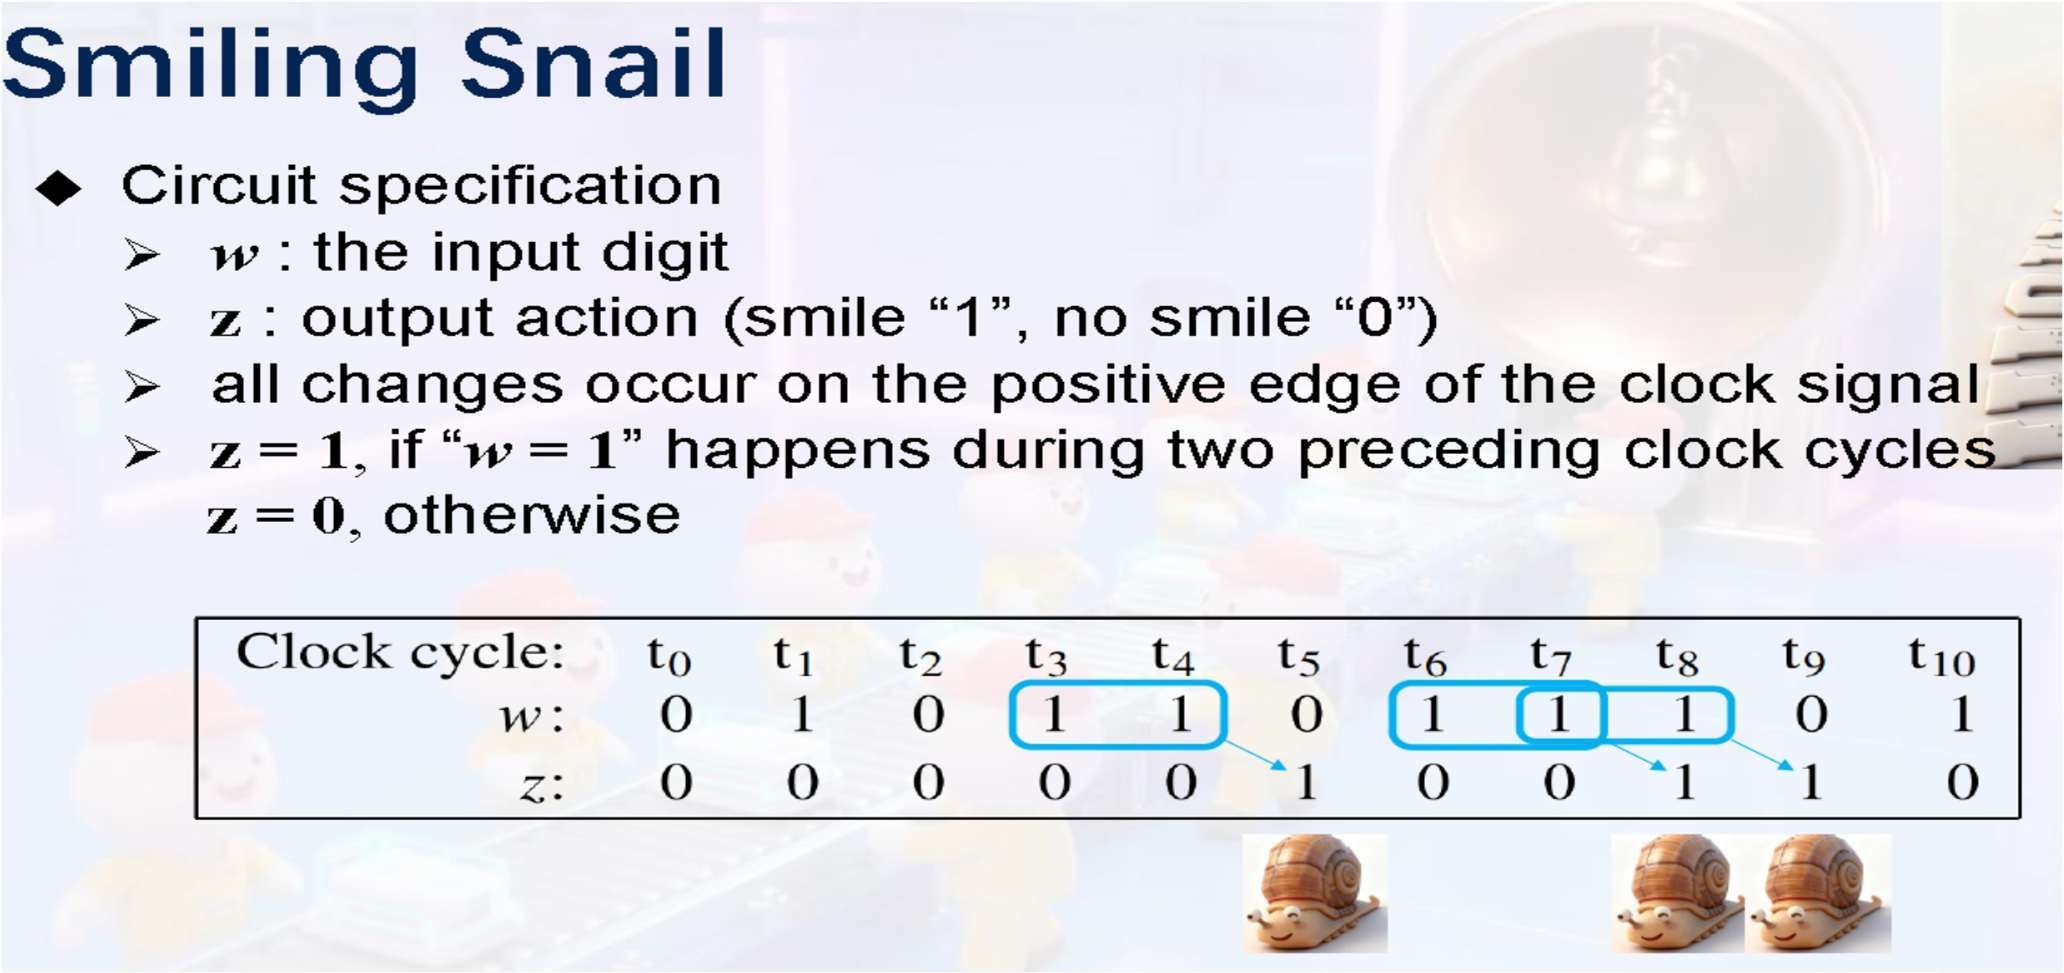 Smiling Snail
◆ Circuit specification
➢ w : the input digit
➢ z : output action (smile “1”, no smile “0”)
➢ all changes occur on the positive edge of the clock signal
➢ z = 1, if “w = 1” happens during two preceding clock cycles
z = 0, otherwise
Clock cycle: t₀ t₁ t₂ t₃ t₄ t₅ t₆ t₇ t₈ t₉ t₁₀
w: 0 1 0 1 1 0 1 1 1 0 1
z: 0 0 0 0 0 1 0 0 1 1 0